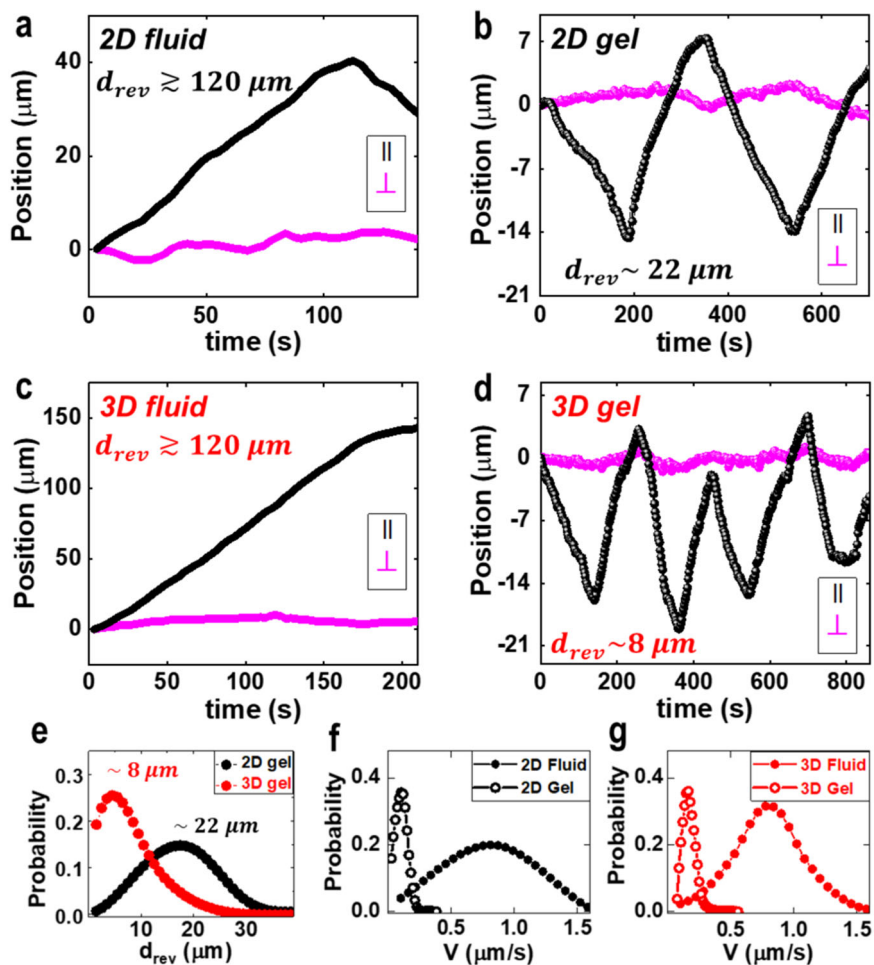 a
2D fluid
d_rev ≳ 120 μm
40
20
0
Position (μm)
||
⊥
0 50 100
time (s)
b
2D gel
7
0
-7
-14
-21
Position (μm)
||
⊥
d_rev~ 22 μm
0 200 400 600
time (s)
c
3D fluid
d_rev ≳ 120 μm
150
100
50
0
Position (μm)
||
⊥
0 50 100 150 200
time (s)
d
3D gel
7
0
-7
-14
-21
Position (μm)
||
⊥
d_rev~8 μm
0 200 400 600 800
time (s)
e
0.3
0.2
0.1
0.0
Probability
~ 8 μm
2D gel
3D gel
~ 22 μm
0 10 20 30
d_rev (μm)
f
0.4
0.2
0
Probability
2D Fluid
2D Gel
0.5 1.0 1.5
V (μm/s)
g
0.4
0.2
0
Probability
3D Fluid
3D Gel
0.5 1.0 1.5
V (μm/s)